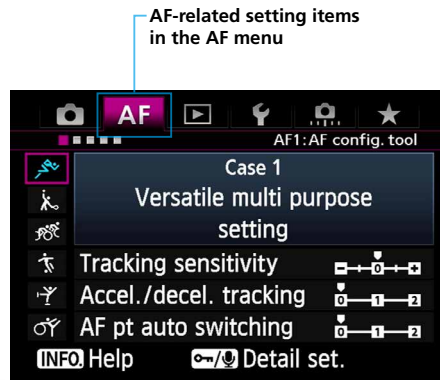 AF-related setting items
in the AF menu
AF
AF1:AF config. tool
Case 1
Versatile multi purpose
setting
Tracking sensitivity - 0 +
Accel./decel. tracking 0 1 2
AF pt auto switching 0 1 2
INFO. Help / Detail set.